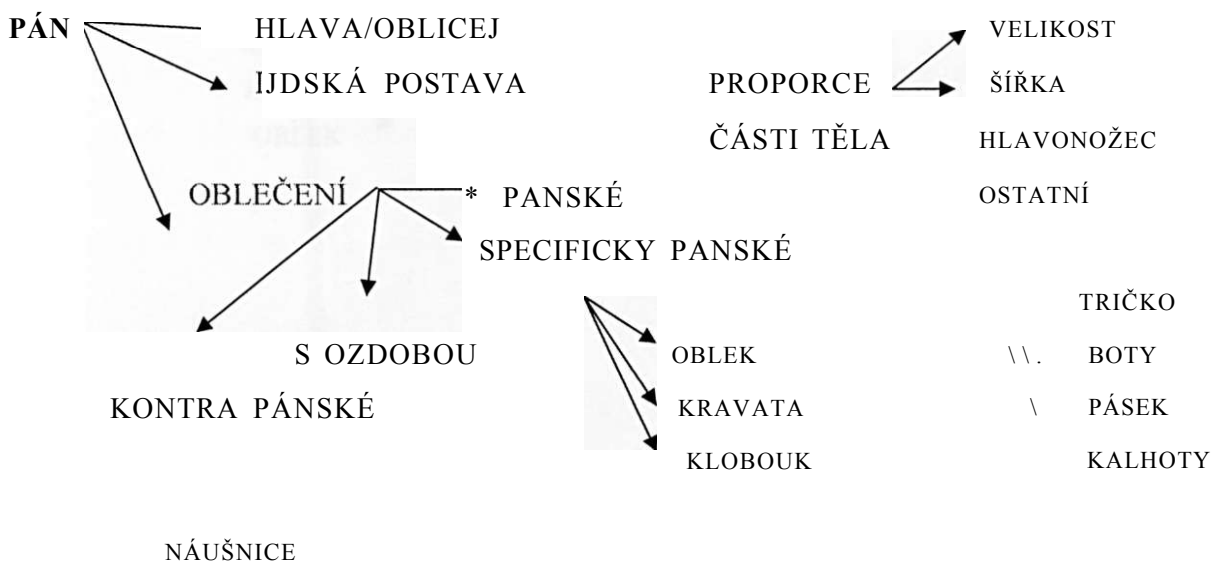 PÁN HLAVA/OBLICEJ VELIKOST
IJDSKÁ POSTAVA PROPORCE ŠÍŘKA
ČÁSTI TĚLA HLAVONOŽEC
OBLEČENÍ * PANSKÉ OSTATNÍ
SPECIFICKY PANSKÉ
TRIČKO
S OZDOBOU OBLEK \ \ . BOTY
KONTRA PÁNSKÉ KRAVATA \ PÁSEK
KLOBOUK KALHOTY
NÁUŠNICE